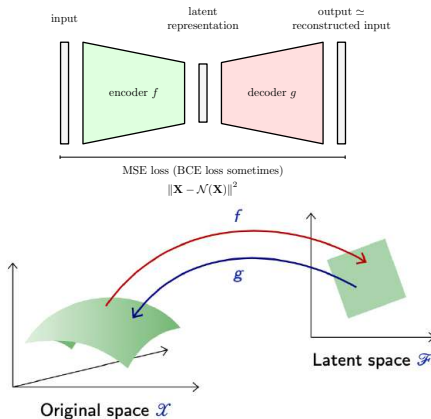 input
latent
representation
output ≃
reconstructed input
encoder f
decoder g
MSE loss (BCE loss sometimes)
‖X − 𝒩(X)‖²
f
g
Latent space ℱ
Original space 𝒳